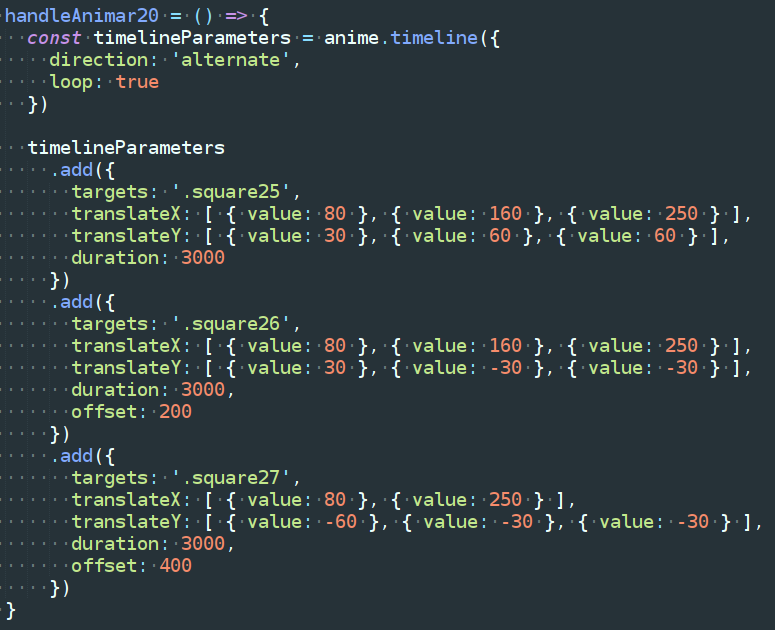 handleAnimar20 = () => {
  const timelineParameters = anime.timeline({
    direction: 'alternate',
    loop: true
  })

  timelineParameters
    .add({
      targets: '.square25',
      translateX: [ { value: 80 }, { value: 160 }, { value: 250 } ],
      translateY: [ { value: 30 }, { value: 60 }, { value: 60 } ],
      duration: 3000
    })
    .add({
      targets: '.square26',
      translateX: [ { value: 80 }, { value: 160 }, { value: 250 } ],
      translateY: [ { value: 30 }, { value: -30 }, { value: -30 } ],
      duration: 3000,
      offset: 200
    })
    .add({
      targets: '.square27',
      translateX: [ { value: 80 }, { value: 250 } ],
      translateY: [ { value: -60 }, { value: -30 }, { value: -30 } ],
      duration: 3000,
      offset: 400
    })
}